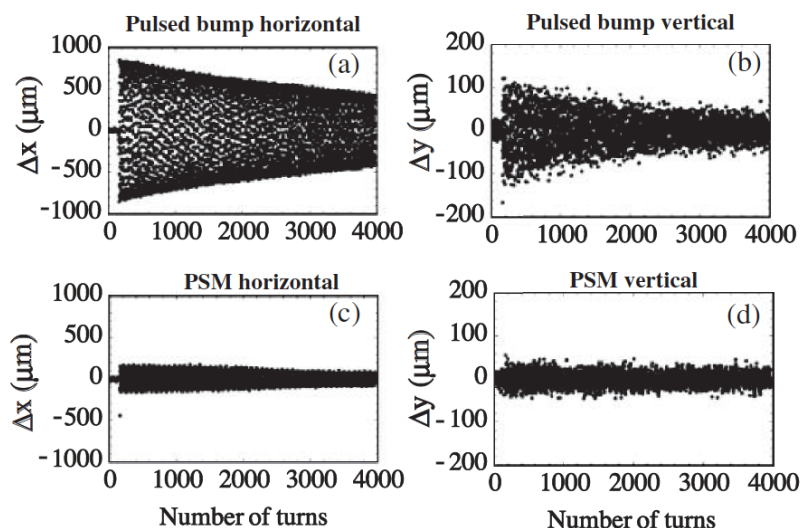 Pulsed bump horizontal
Pulsed bump vertical
(a)
(b)
Δx (μm)
1000
500
0
-500
-1000
0 1000 2000 3000 4000
Δy (μm)
200
100
0
-100
-200
0 1000 2000 3000 4000
PSM horizontal
PSM vertical
(c)
(d)
Δx (μm)
1000
500
0
-500
-1000
0 1000 2000 3000 4000
Number of turns
Δy (μm)
200
100
0
-100
-200
0 1000 2000 3000 4000
Number of turns